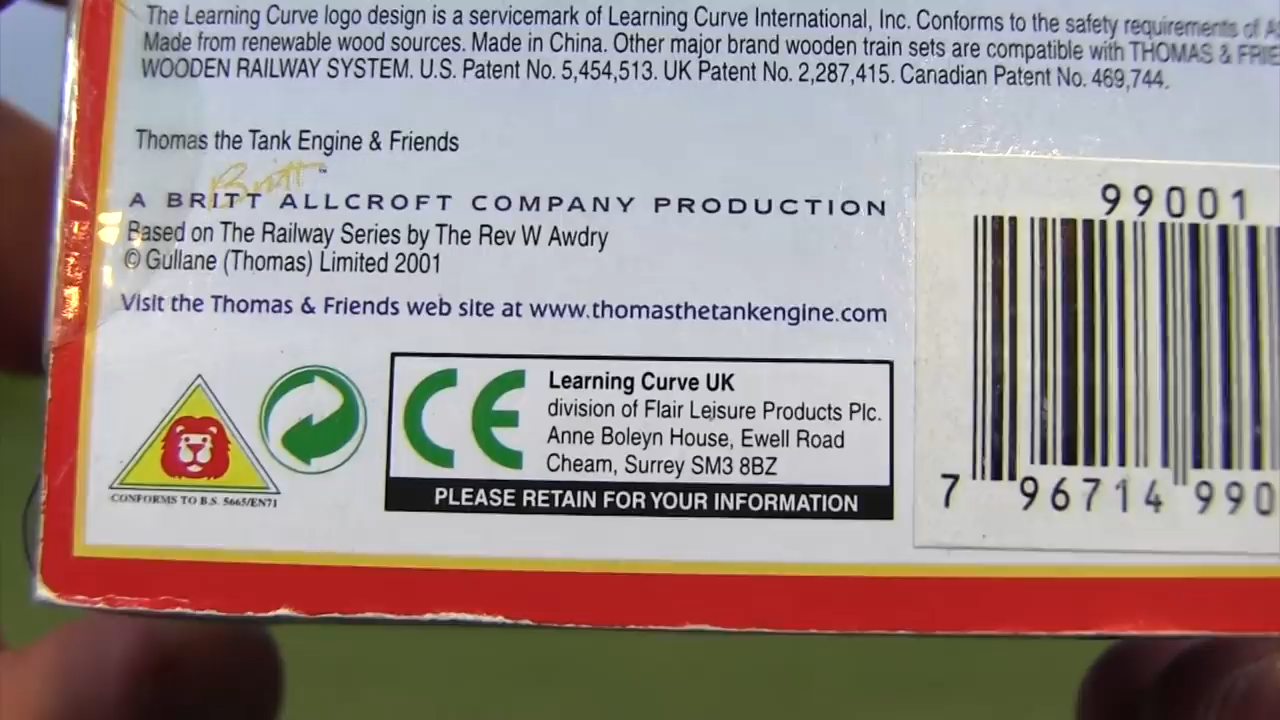 The Learning Curve logo design is a servicemark of Learning Curve International, Inc. Conforms to the safety requirements of
Made from renewable wood sources. Made in China. Other major brand wooden train sets are compatible with THOMAS &
WOODEN RAILWAY SYSTEM. U.S. Patent No. 5,454,513. UK Patent No. 2,287,415. Canadian Patent No. 469,744.
Thomas the Tank Engine & Friends
Britt™
A BRITT ALLCROFT COMPANY PRODUCTION
Based on The Railway Series by The Rev W Awdry
© Gullane (Thomas) Limited 2001
Visit the Thomas & Friends web site at www.thomasthetankengine.com
CONFORMS TO B.S. 5665/EN71
CE
Learning Curve UK
division of Flair Leisure Products Plc.
Anne Boleyn House, Ewell Road
Cheam, Surrey SM3 8BZ
PLEASE RETAIN FOR YOUR INFORMATION
99001
7 96714 990